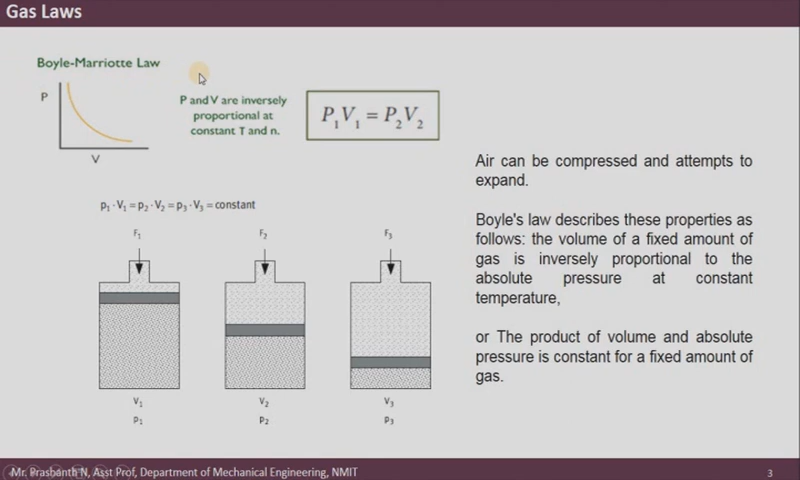 Gas Laws
Boyle-Marriotte Law
P
V
P and V are inversely
proportional at
constant T and n.
P₁V₁ = P₂V₂
p₁ · V₁ = p₂ · V₂ = p₃ · V₃ = constant
F₁
F₂
F₃
V₁
V₂
V₃
p₁
p₂
p₃
Air can be compressed and attempts to
expand.
Boyle's law describes these properties as
follows: the volume of a fixed amount of
gas is inversely proportional to the
absolute pressure at constant
temperature,
or The product of volume and absolute
pressure is constant for a fixed amount of
gas.
Mr. Prashanth N, Asst Prof, Department of Mechanical Engineering, NMIT
3